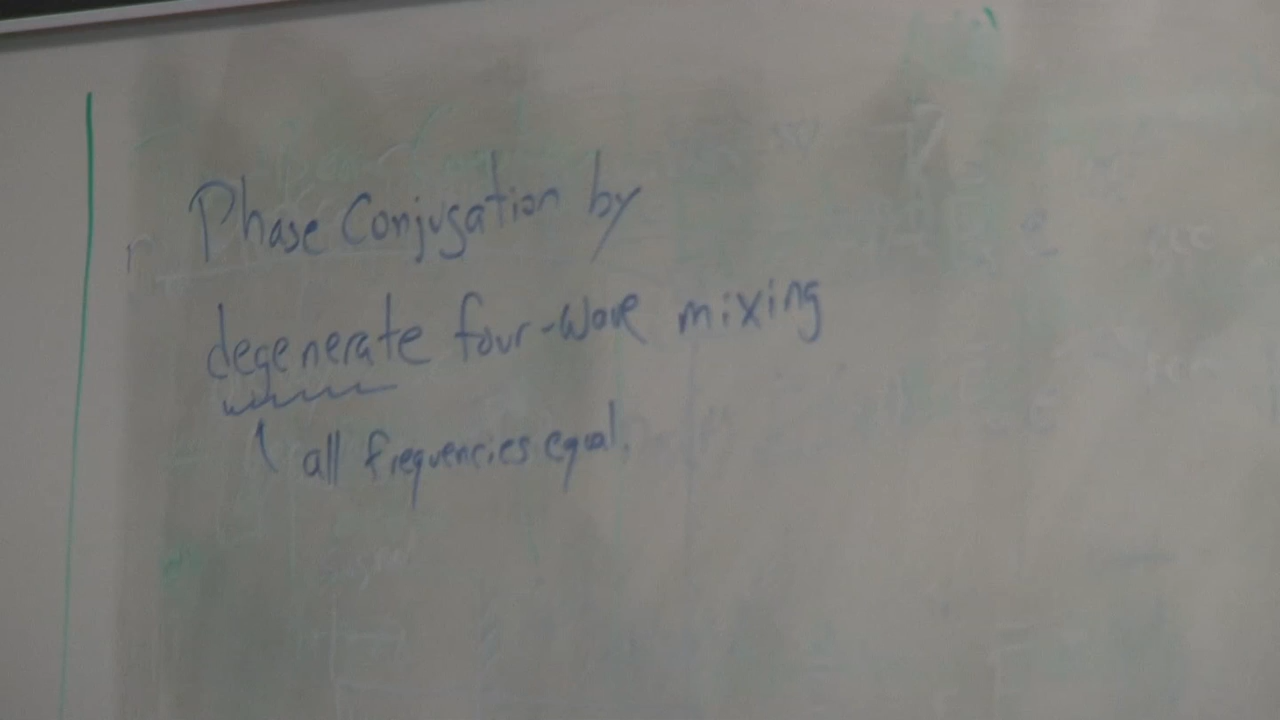 Phase Conjugation by
degenerate four-wave mixing
all frequencies equal.